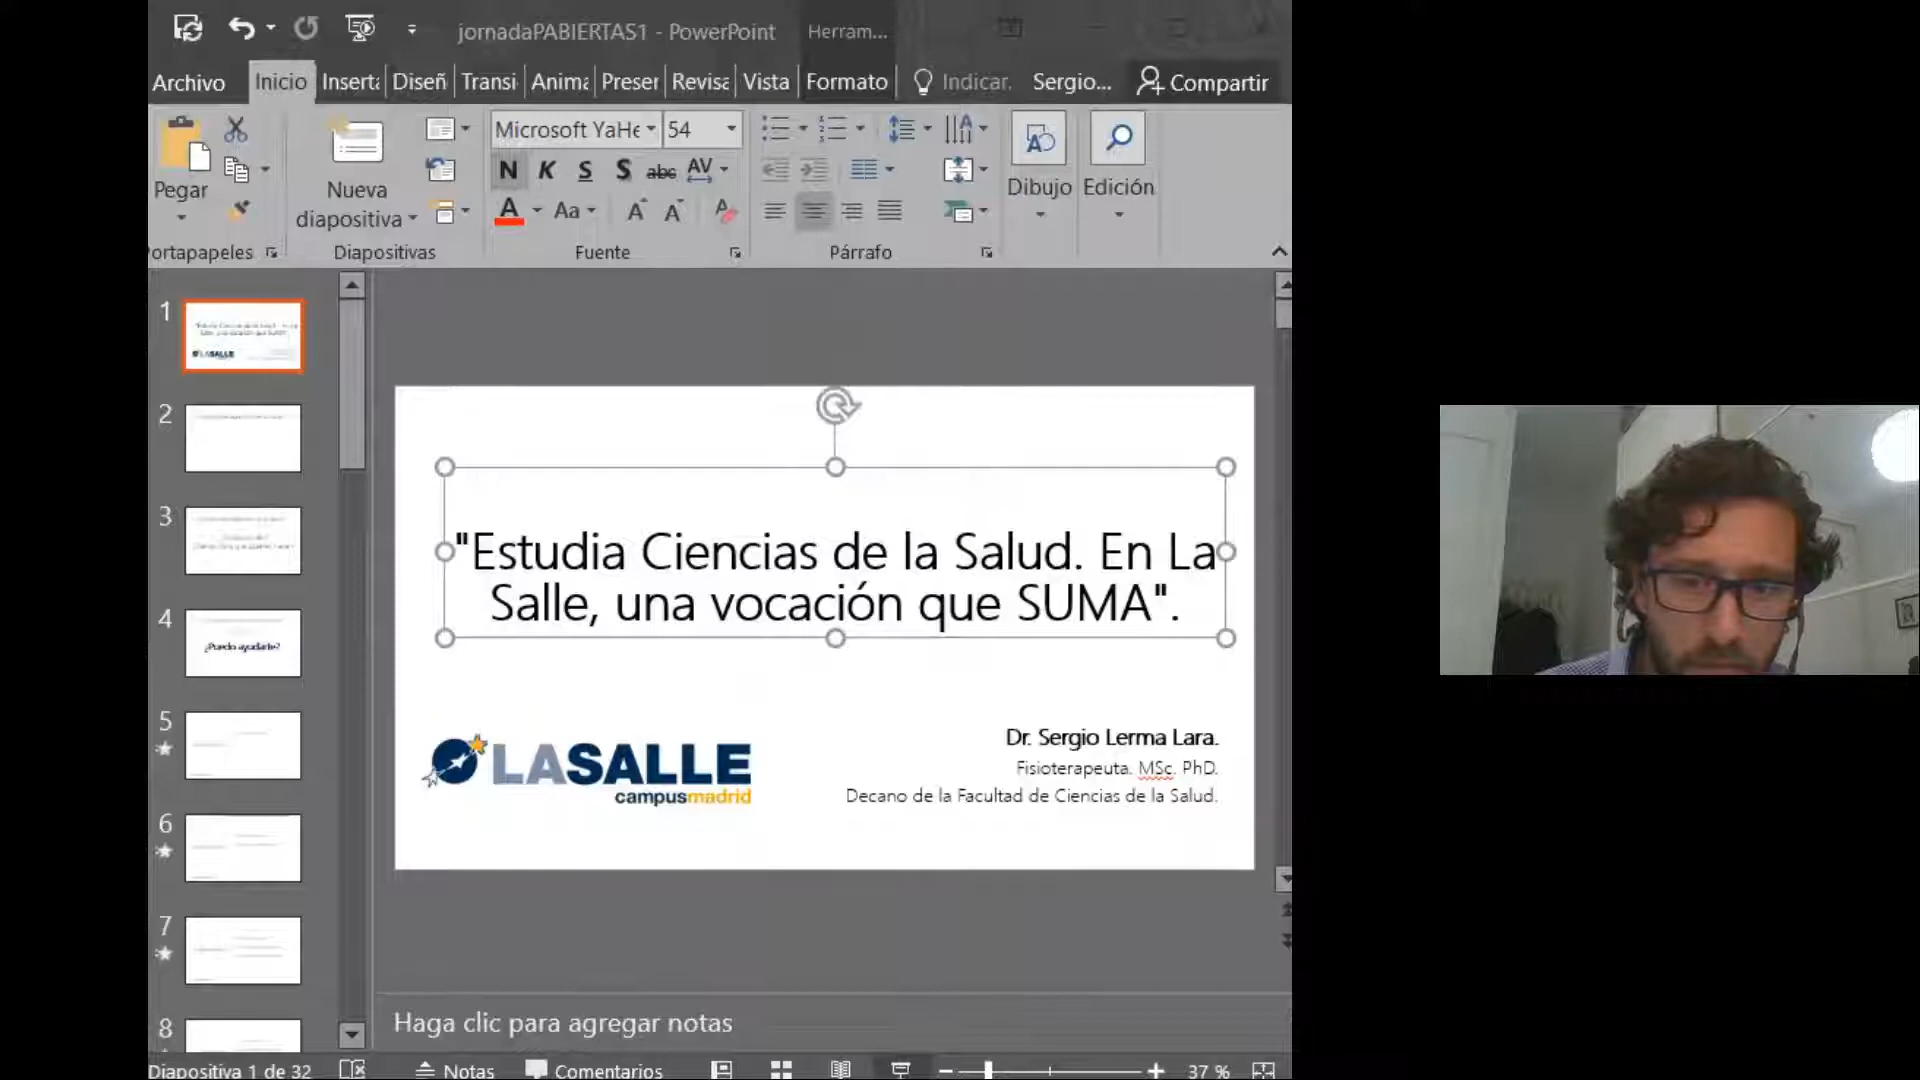 jornadaPABIERTAS1 - PowerPoint
Herram...
Archivo
Inicio
Inserta
Diseñ
Transi
Anima
Preser
Revisa
Vista
Formato
Indicar.
Sergio...
Compartir
Pegar
Nueva
diapositiva
Microsoft YaHe
54
N K S S abc AV
A Aa A A
Dibujo
Edición
ortapapeles
Diapositivas
Fuente
Párrafo
1
2
3
4
¿Puedo ayudarte?
5
6
7
8
"Estudia Ciencias de la Salud. En La
Salle, una vocación que SUMA".
LASALLE
campusmadrid
Dr. Sergio Lerma Lara.
Fisioterapeuta. MSc. PhD.
Decano de la Facultad de Ciencias de la Salud.
Haga clic para agregar notas
Diapositiva 1 de 32
Notas
Comentarios
37 %